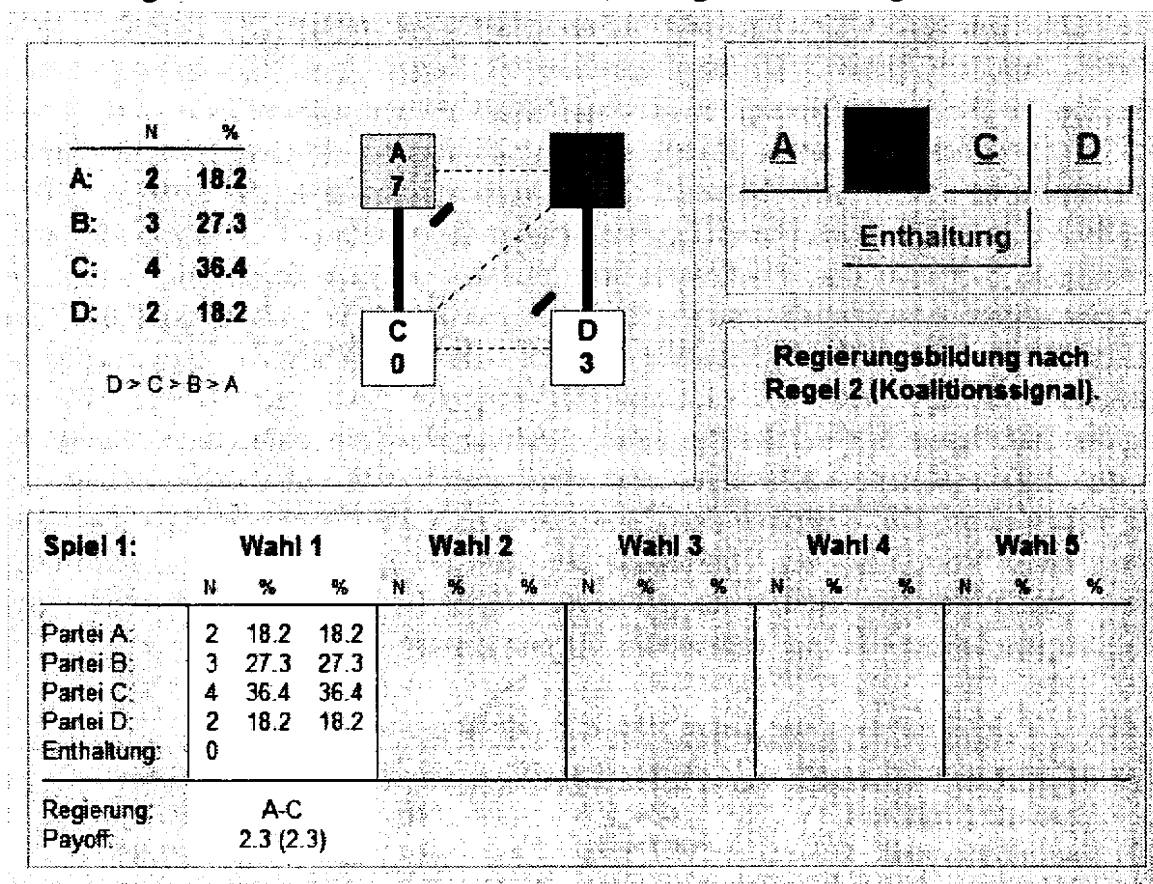 N %
A: 2 18.2
B: 3 27.3
C: 4 36.4
D: 2 18.2
D > C > B > A
A
7
C
0
D
3
A C D
Enthaltung
Regierungsbildung nach
Regel 2 (Koalitionssignal).
Spiel 1: Wahl 1 Wahl 2 Wahl 3 Wahl 4 Wahl 5
N % % N % % N % % N % % N % %
Partei A: 2 18.2 18.2
Partei B: 3 27.3 27.3
Partei C: 4 36.4 36.4
Partei D: 2 18.2 18.2
Enthaltung: 0
Regierung: A-C
Payoff: 2.3 (2.3)